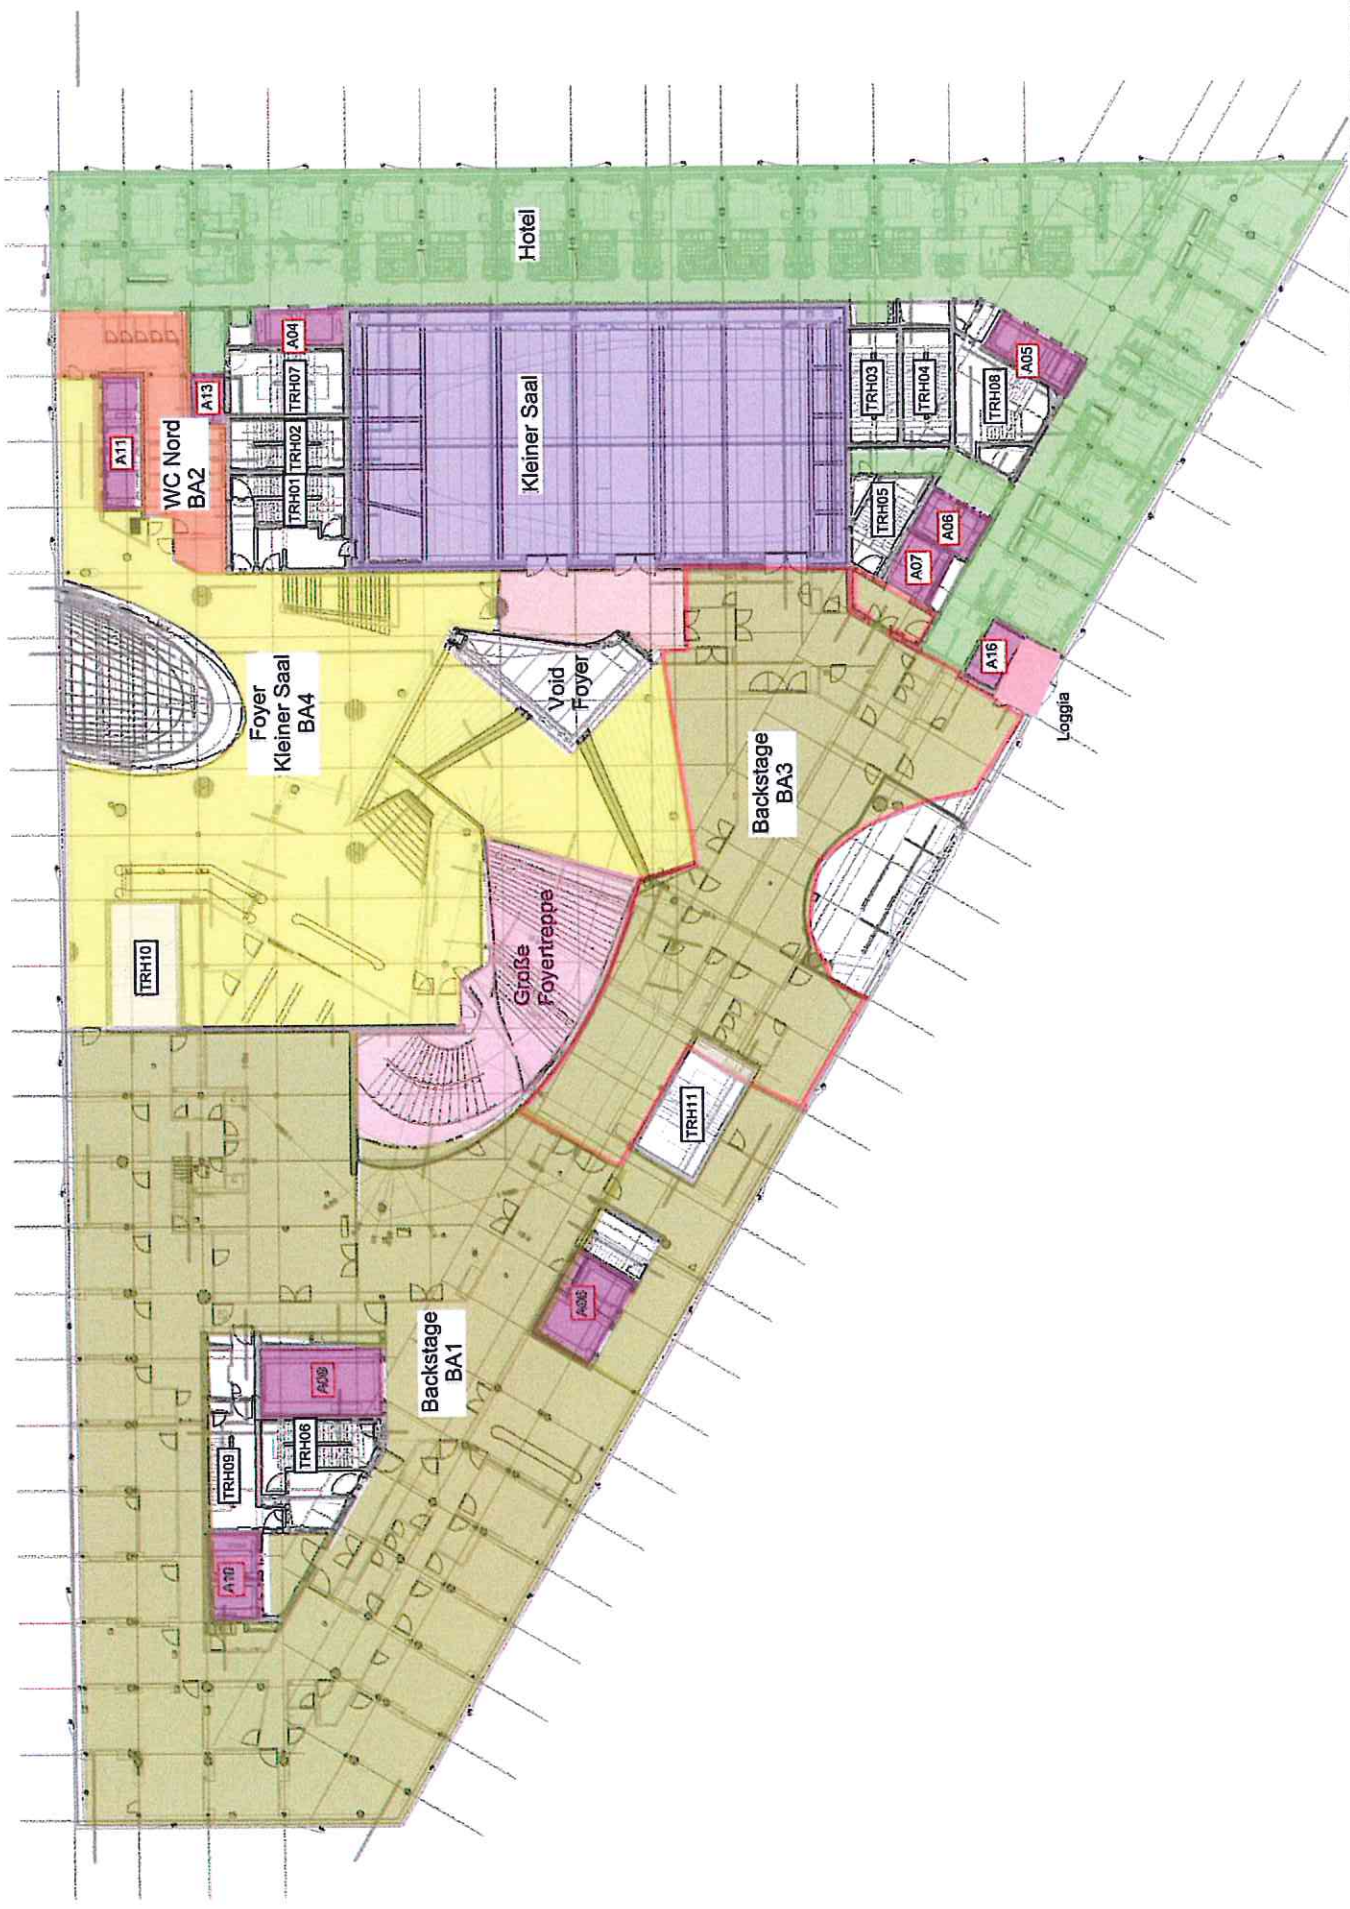 Hotel
A04
A13
TRH07
A11
WC Nord
BA2
TRH02
TRH01
Kleiner Saal
TRH03
TRH04
TRH08
A05
TRH05
A06
A07
A16
Loggia
Foyer
Kleiner Saal
BA4
Void
Foyer
Backstage
BA3
TRH10
Große
Foyertreppe
TRH11
Backstage
BA1
TRH09
TRH06
A10